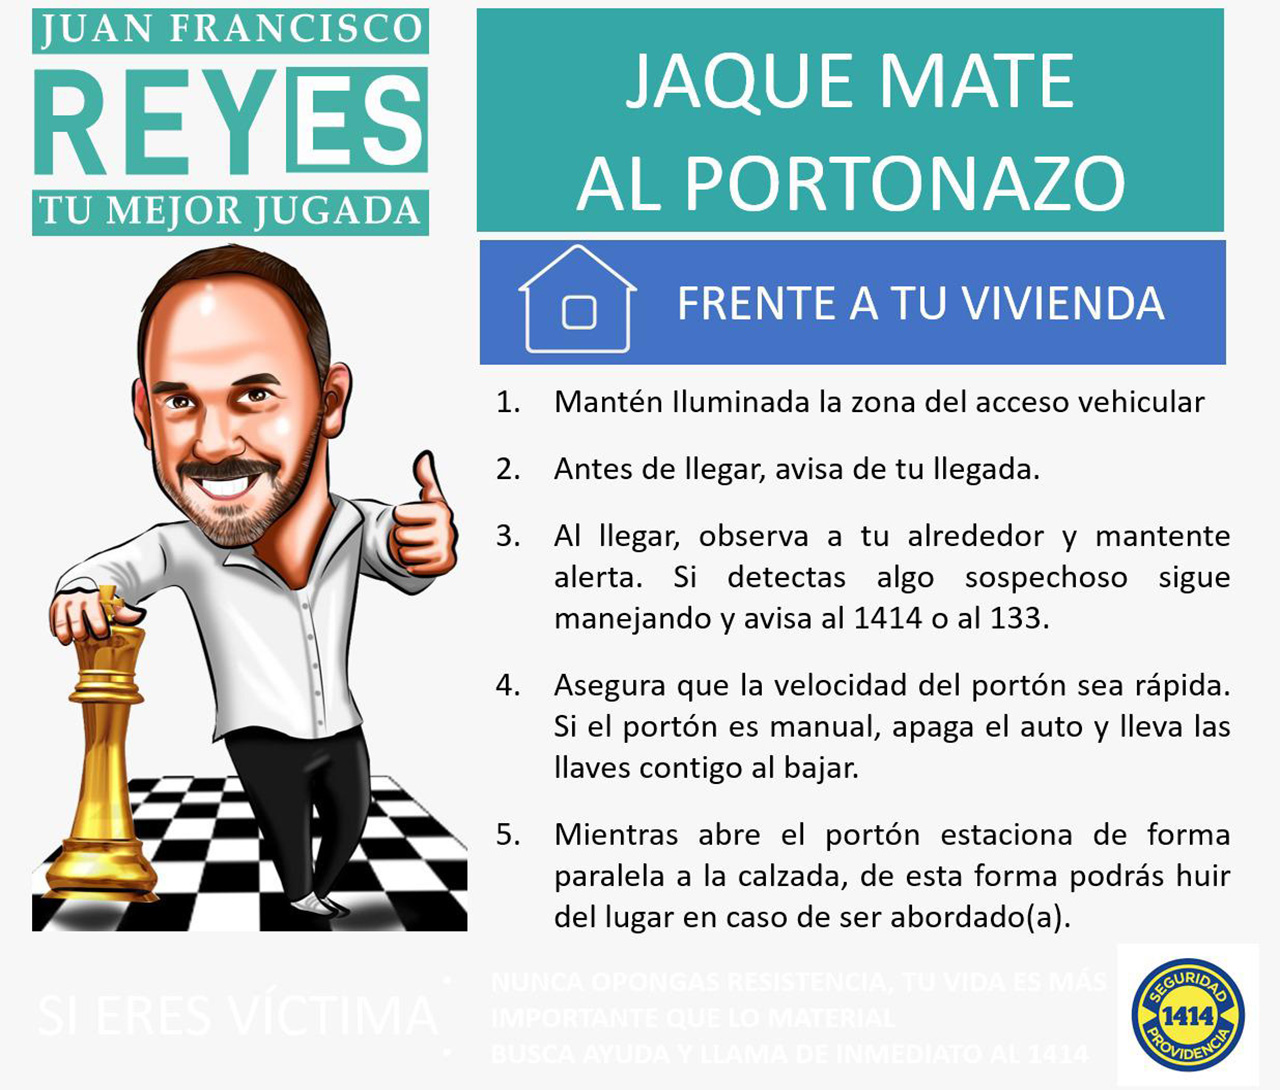 JUAN FRANCISCO
REYES
TU MEJOR JUGADA
JAQUE MATE
AL PORTONAZO
FRENTE A TU VIVIENDA
1. Mantén Iluminada la zona del acceso vehicular
2. Antes de llegar, avisa de tu llegada.
3. Al llegar, observa a tu alrededor y mantente
alerta. Si detectas algo sospechoso sigue
manejando y avisa al 1414 o al 133.
4. Asegura que la velocidad del portón sea rápida.
Si el portón es manual, apaga el auto y lleva las
llaves contigo al bajar.
5. Mientras abre el portón estaciona de forma
paralela a la calzada, de esta forma podrás huir
del lugar en caso de ser abordado(a).
SI ERES VÍCTIMA
• NUNCA OPONGAS RESISTENCIA, TU VIDA ES MÁS
IMPORTANTE QUE LO MATERIAL
• BUSCA AYUDA Y LLAMA DE INMEDIATO AL 1414
SEGURIDAD
1414
PROVIDENCIA